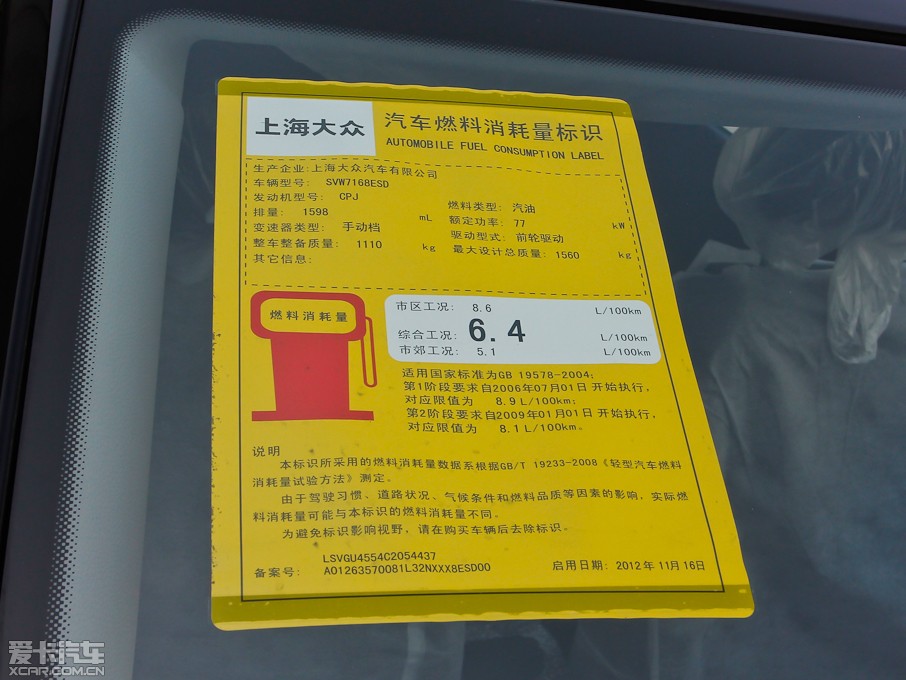 上海大众
汽车燃料消耗量标识
AUTOMOBILE FUEL CONSUMPTION LABEL
生产企业:上海大众汽车有限公司
车辆型号: SVW7168ESD
发动机型号: CPJ
燃料类型: 汽油
排量: 1598 mL
额定功率: 77 kW
变速器类型: 手动档
驱动型式: 前轮驱动
整车整备质量: 1110 kg
最大设计总质量: 1560 kg
其它信息:
燃料消耗量
市区工况: 8.6 L/100km
综合工况: 6.4 L/100km
市郊工况: 5.1 L/100km
适用国家标准为GB 19578-2004;
第1阶段要求自2006年07月01日 开始执行,
对应限值为 8.9 L/100km;
第2阶段要求自2009年01月01日 开始执行,
对应限值为 8.1 L/100km。
说明
本标识所采用的燃料消耗量数据系根据GB/T 19233-2008《轻型汽车燃料
消耗量试验方法》测定。
由于驾驶习惯、道路状况、气候条件和燃料品质等因素的影响,实际燃
料消耗量可能与本标识的燃料消耗量不同。
为避免标识影响视野,请在购买车辆后去除标识。
LSVGU4554C2054437
备案号: A01263570081L32NXXX8ESD00
启用日期: 2012年11月16日
爱卡汽车
XCAR.COM.CN